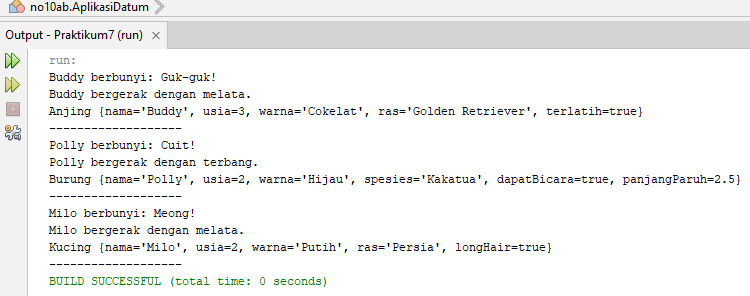 no10ab.AplikasiDatum
Output - Praktikum7 (run)
run:
Buddy berbunyi: Guk-guk!
Buddy bergerak dengan melata.
Anjing {nama='Buddy', usia=3, warna='Cokelat', ras='Golden Retriever', terlatih=true}
-------------------
Polly berbunyi: Cuit!
Polly bergerak dengan terbang.
Burung {nama='Polly', usia=2, warna='Hijau', spesies='Kakatua', dapatBicara=true, panjangParuh=2.5}
-------------------
Milo berbunyi: Meong!
Milo bergerak dengan melata.
Kucing {nama='Milo', usia=2, warna='Putih', ras='Persia', longHair=true}
-------------------
BUILD SUCCESSFUL (total time: 0 seconds)